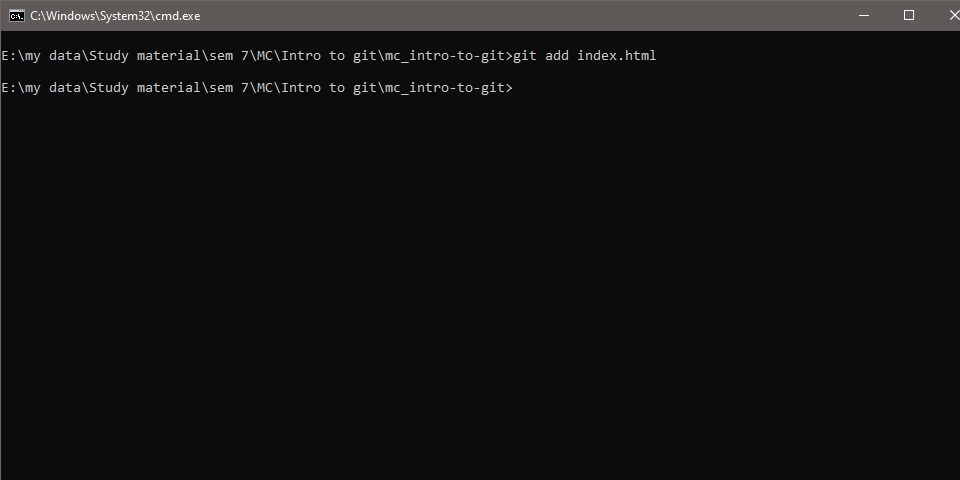 C:\Windows\System32\cmd.exe
E:\my data\Study material\sem 7\MC\Intro to git\mc_intro-to-git>git add index.html
E:\my data\Study material\sem 7\MC\Intro to git\mc_intro-to-git>